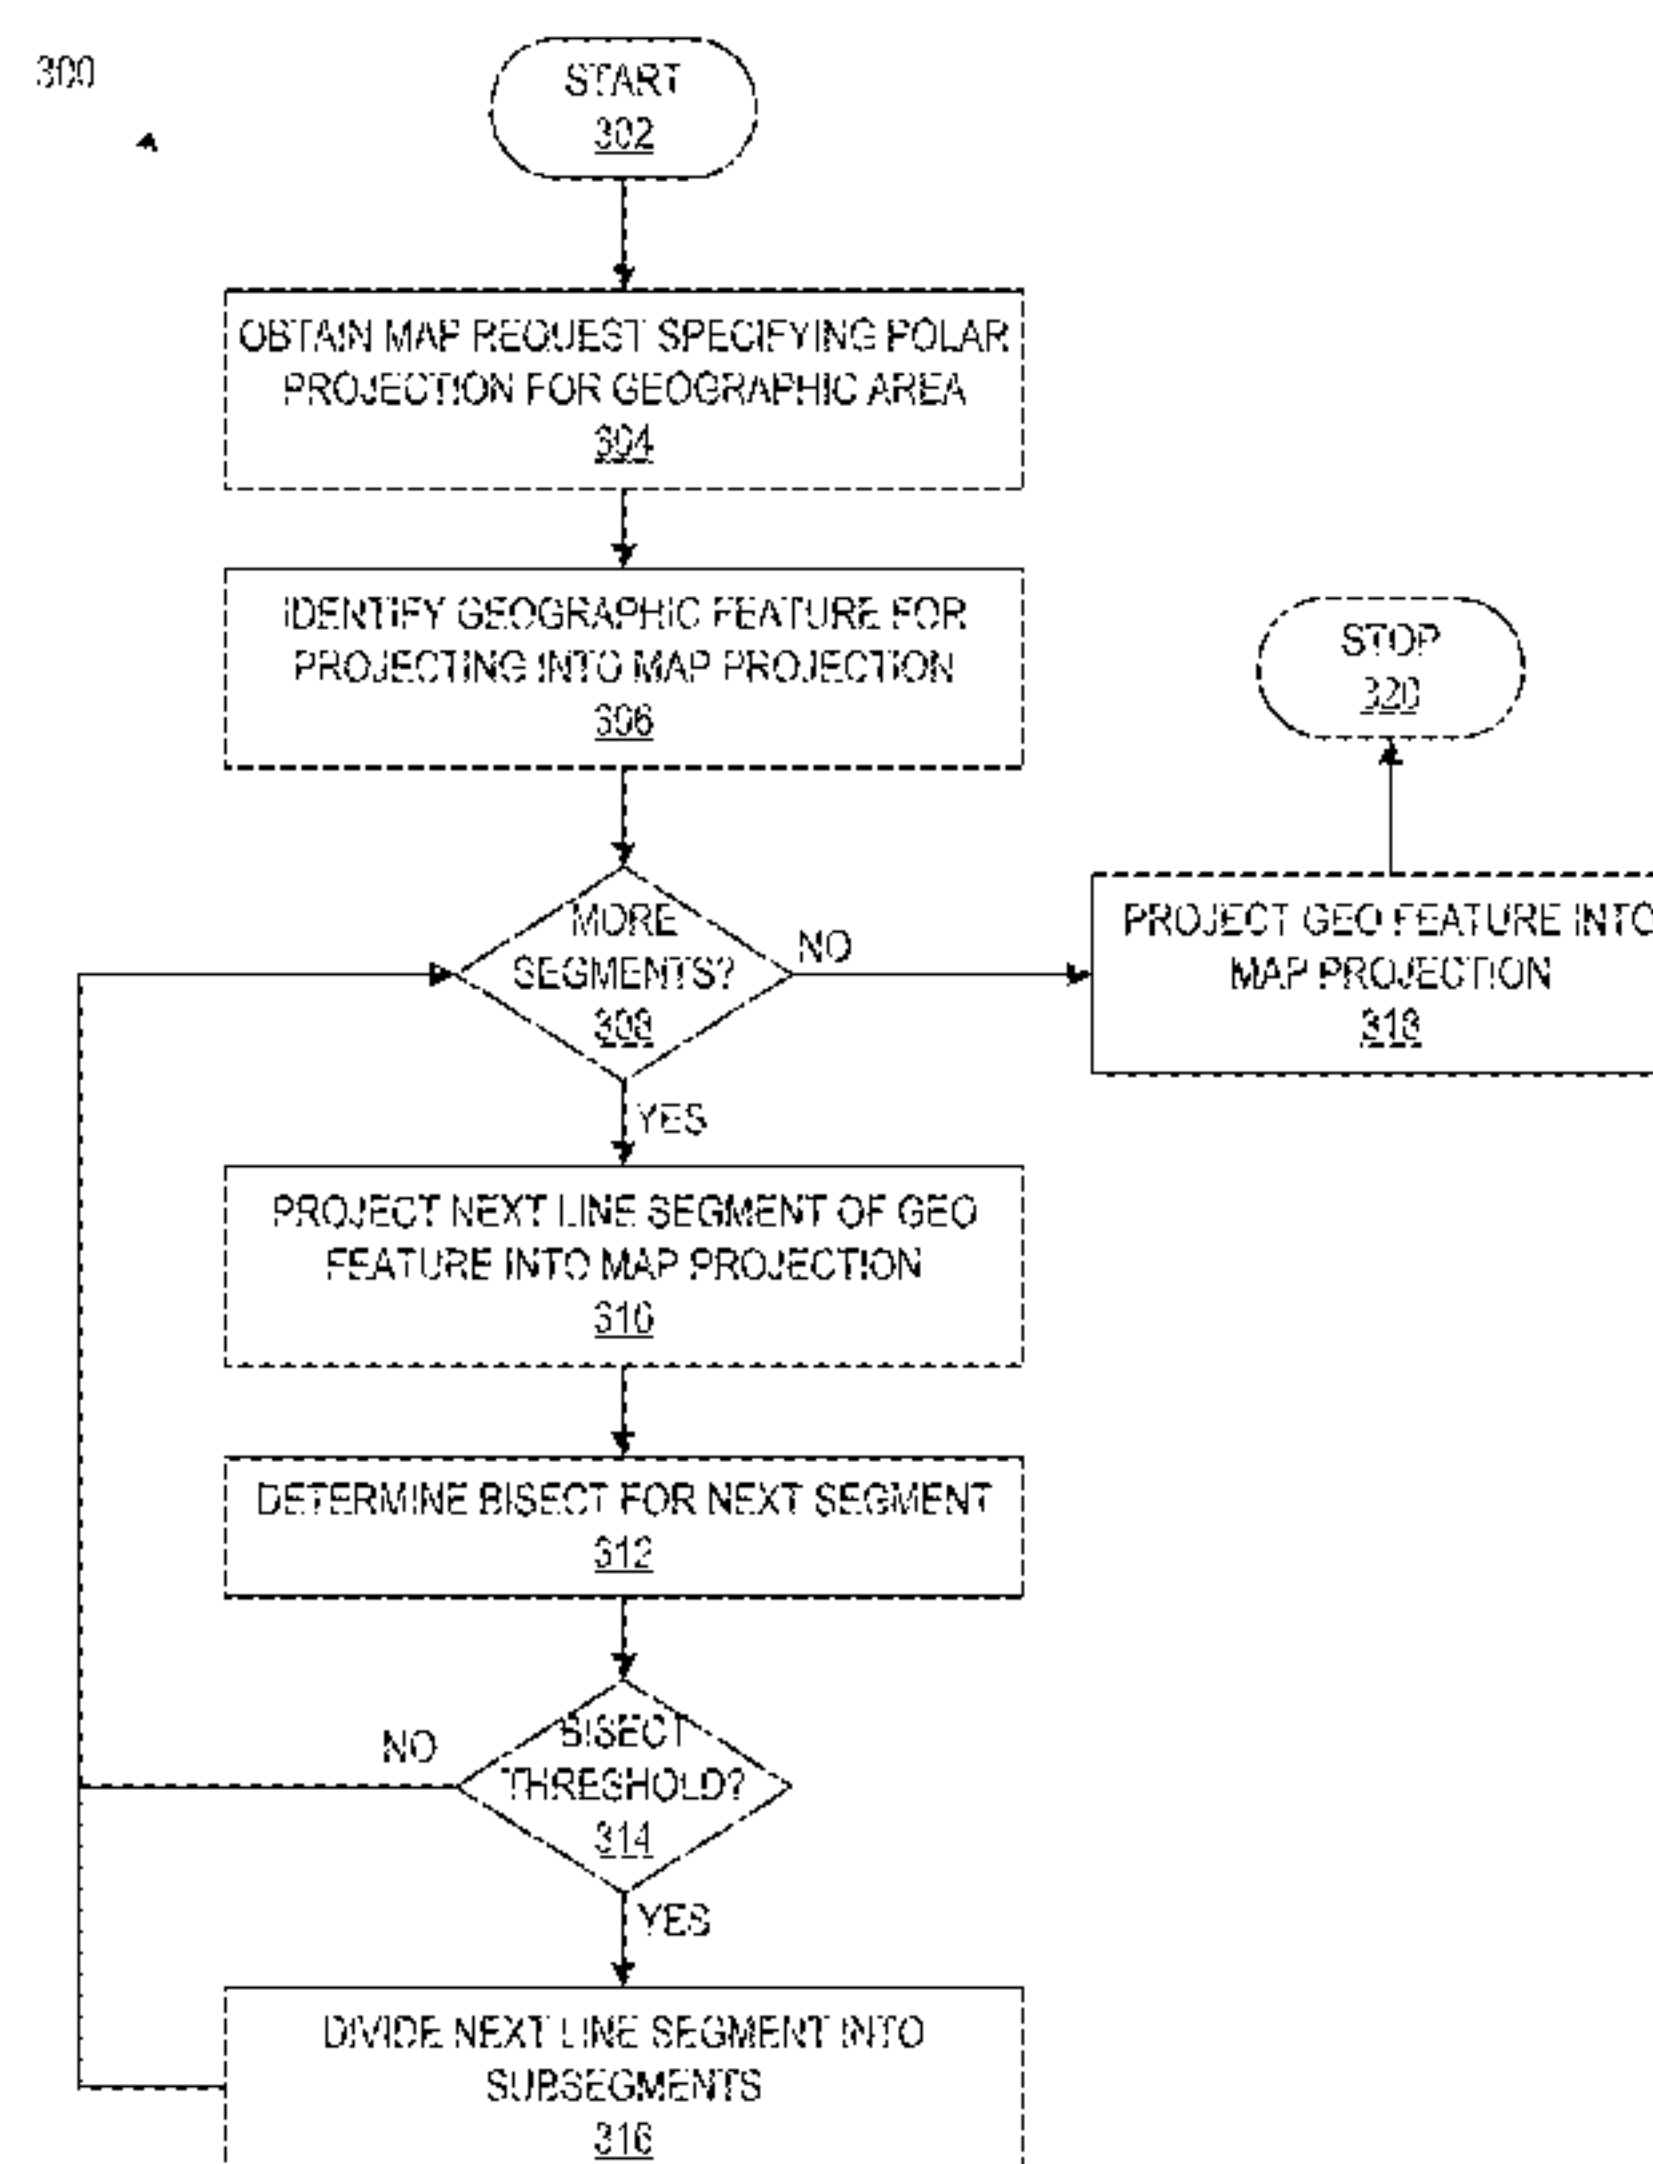 300
START
302
OBTAIN MAP REQUEST SPECIFYING POLAR
PROJECTION FOR GEOGRAPHIC AREA
304
IDENTIFY GEOGRAPHIC FEATURE FOR
PROJECTING INTO MAP PROJECTION
306
STOP
320
MORE
SEGMENTS?
308
NO
PROJECT GEO FEATURE INTO
MAP PROJECTION
318
YES
PROJECT NEXT LINE SEGMENT OF GEO
FEATURE INTO MAP PROJECTION
310
DETERMINE BISECT FOR NEXT SEGMENT
312
NO
BISECT
THRESHOLD?
314
YES
DIVIDE NEXT LINE SEGMENT INTO
SUBSEGMENTS
316